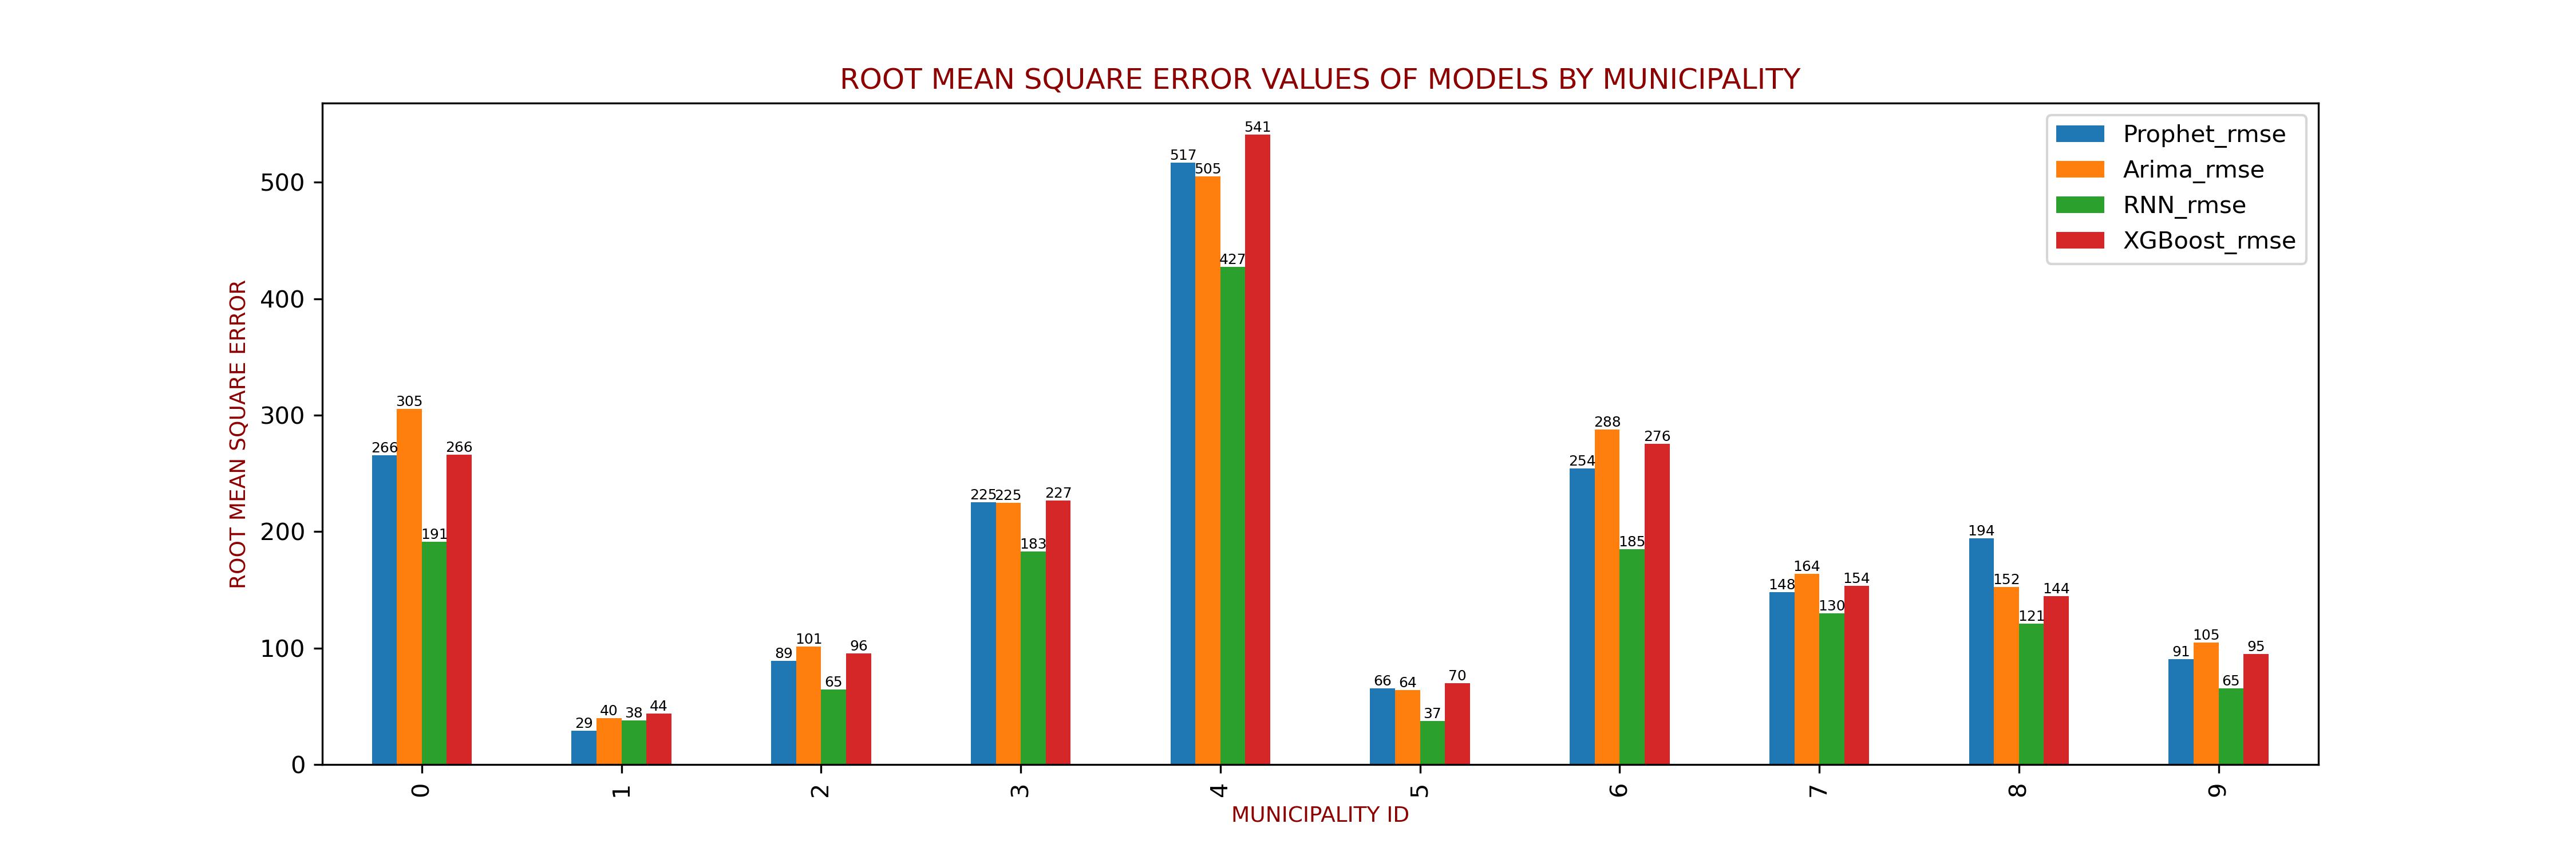 ROOT MEAN SQUARE ERROR VALUES OF MODELS BY MUNICIPALITY
Prophet_rmse
Arima_rmse
RNN_rmse
XGBoost_rmse
ROOT MEAN SQUARE ERROR
500
400
300
200
100
0
266 305 191 266
29 40 38 44
89 101 65 96
225 225 183 227
517 505 427 541
66 64 37 70
254 288 185 276
148 164 130 154
194 152 121 144
91 105 65 95
0 1 2 3 4 5 6 7 8 9
MUNICIPALITY ID